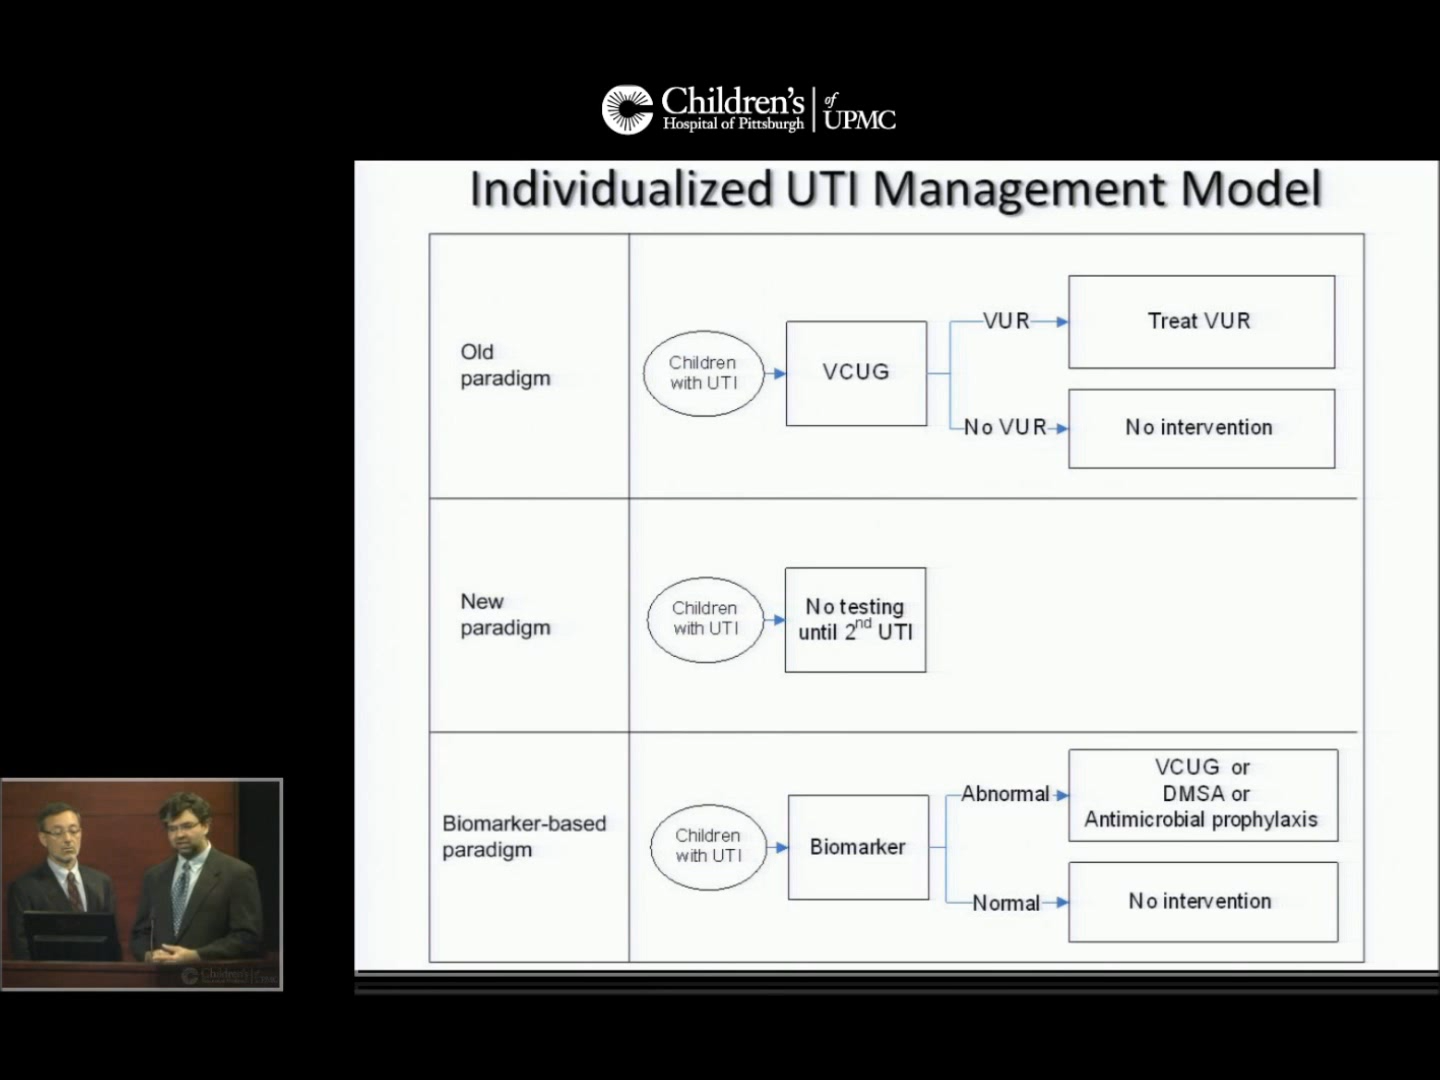 Children's
Hospital of Pittsburgh
of
UPMC
Individualized UTI Management Model
Old
paradigm
Children
with UTI
VCUG
VUR
Treat VUR
No VUR
No intervention
New
paradigm
Children
with UTI
No testing
until 2nd UTI
Biomarker-based
paradigm
Children
with UTI
Biomarker
Abnormal
VCUG or
DMSA or
Antimicrobial prophylaxis
Normal
No intervention
Children's